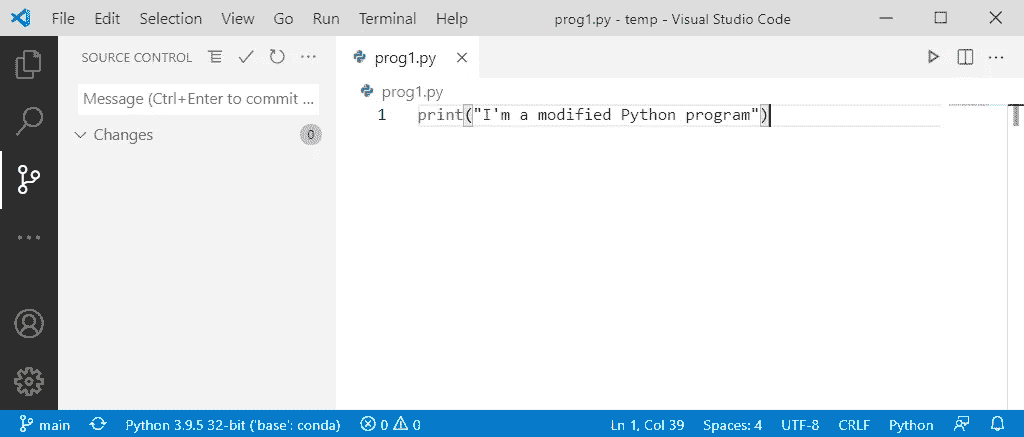 File Edit Selection View Go Run Terminal Help prog1.py - temp - Visual Studio Code
SOURCE CONTROL
prog1.py
prog1.py
Message (Ctrl+Enter to commit ...
1 print("I'm a modified Python program")
Changes 0
main Python 3.9.5 32-bit ('base': conda) 0 0 Ln 1, Col 39 Spaces: 4 UTF-8 CRLF Python